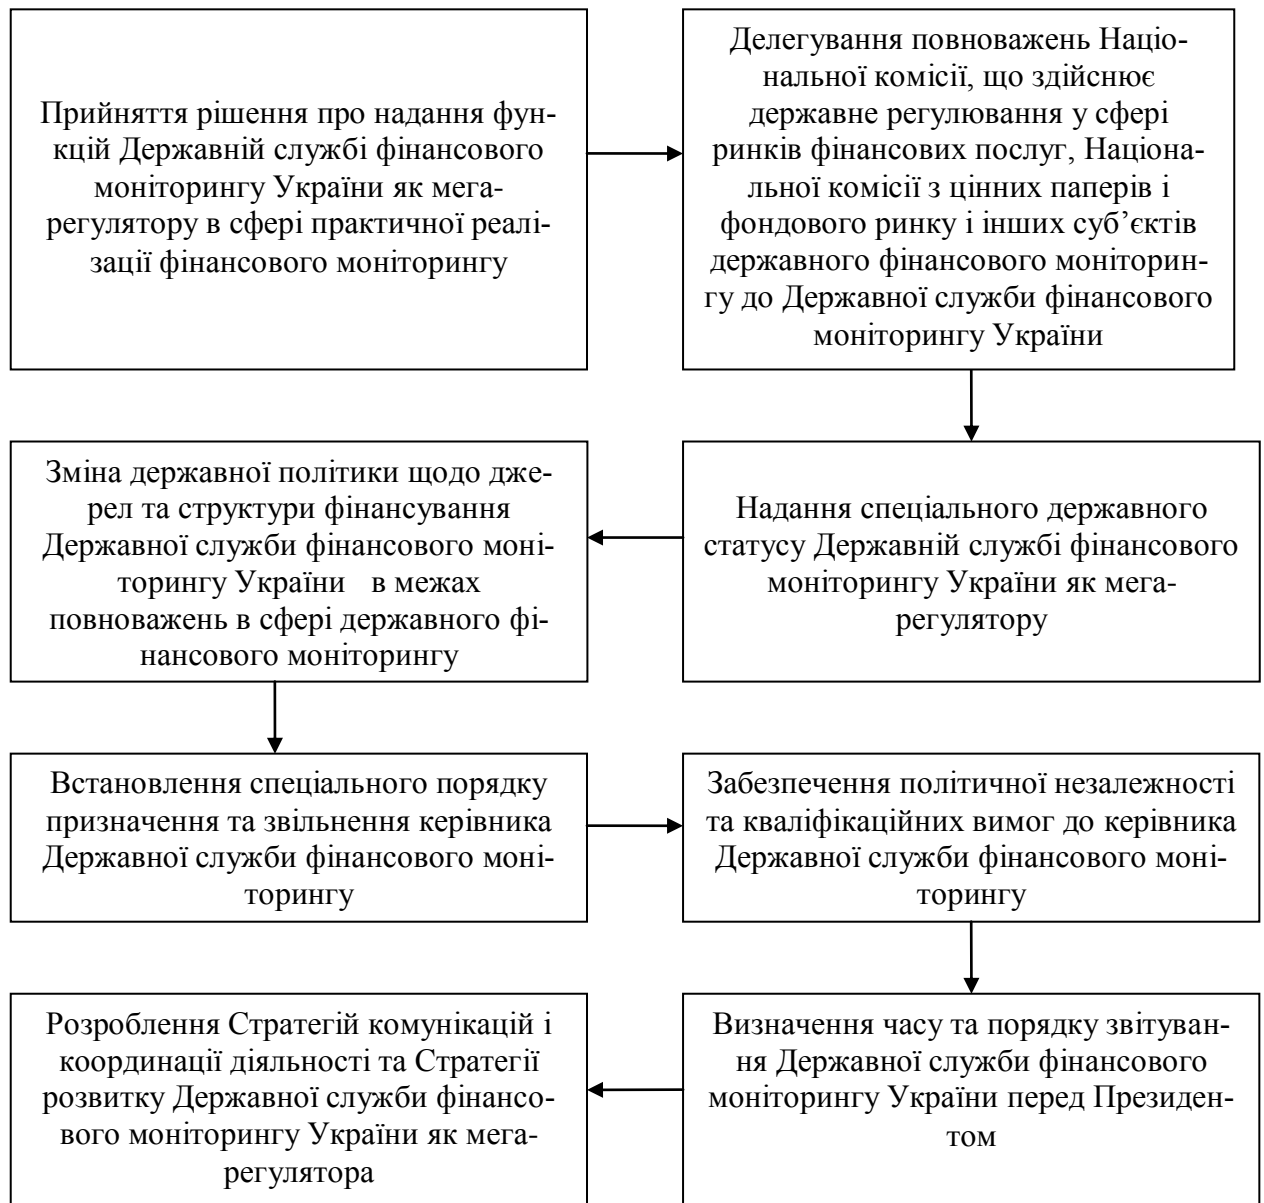 Прийняття рішення про надання фун-
кцій Державній службі фінансового
моніторингу України як мега-
регулятору в сфері практичної реалі-
зації фінансового моніторингу
Делегування повноважень Націо-
нальної комісії, що здійснює
державне регулювання у сфері
ринків фінансових послуг, Націона-
льної комісії з цінних паперів і
фондового ринку і інших суб’єктів
державного фінансового моніторин-
гу до Державної служби фінансового
моніторингу України
Надання спеціального державного
статусу Державній службі фінансового
моніторингу України як мега-
регулятору
Зміна державної політики щодо дже-
рел та структури фінансування
Державної служби фінансового моні-
торингу України в межах
повноважень в сфері державного фі-
нансового моніторингу
Встановлення спеціального порядку
призначення та звільнення керівника
Державної служби фінансового моні-
торингу
Забезпечення політичної незалежності
та кваліфікаційних вимог до керівника
Державної служби фінансового моні-
торингу
Визначення часу та порядку звітуван-
ня Державної служби фінансового
моніторингу України перед Президен-
том
Розроблення Стратегій комунікацій і
координації діяльності та Стратегії
розвитку Державної служби фінансо-
вого моніторингу України як мега-
регулятора